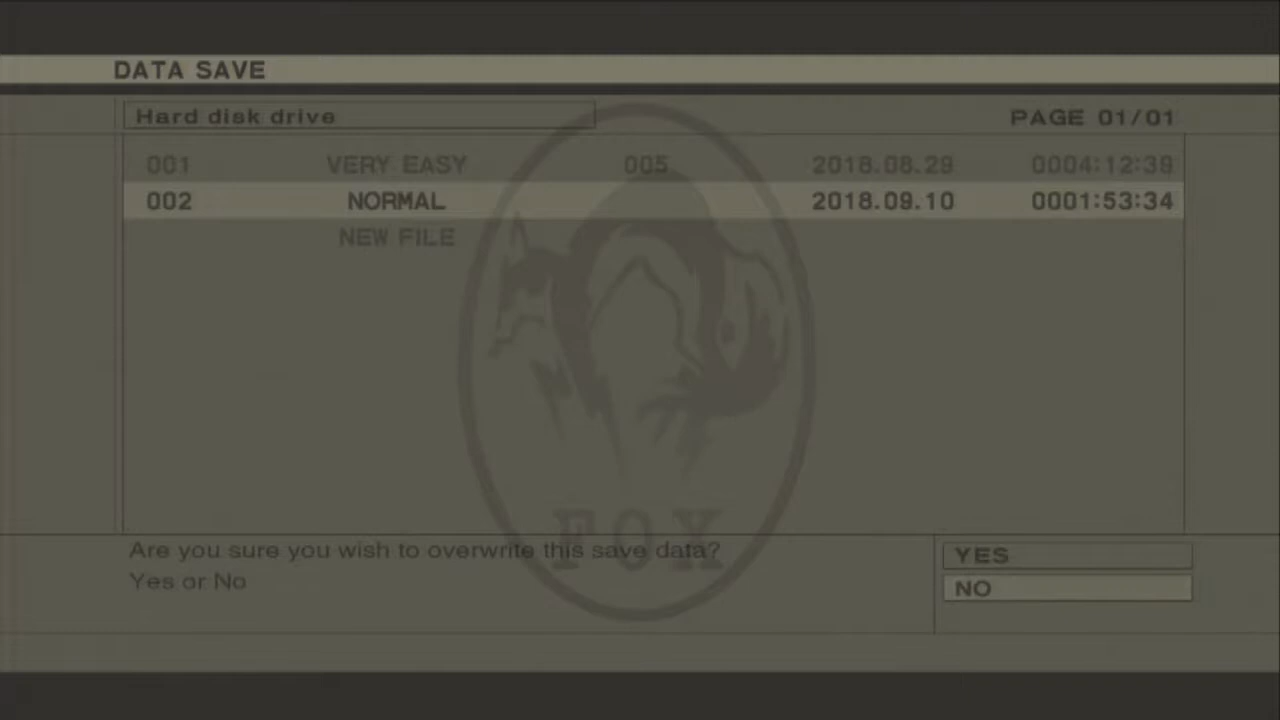 DATA SAVE
Hard disk drive PAGE 01/01
001 VERY EASY 005 2018.08.29 0004:12:39
002 NORMAL 2018.09.10 0001:53:34
NEW FILE
FOX
Are you sure you wish to overwrite this save data?
Yes or No
YES
NO